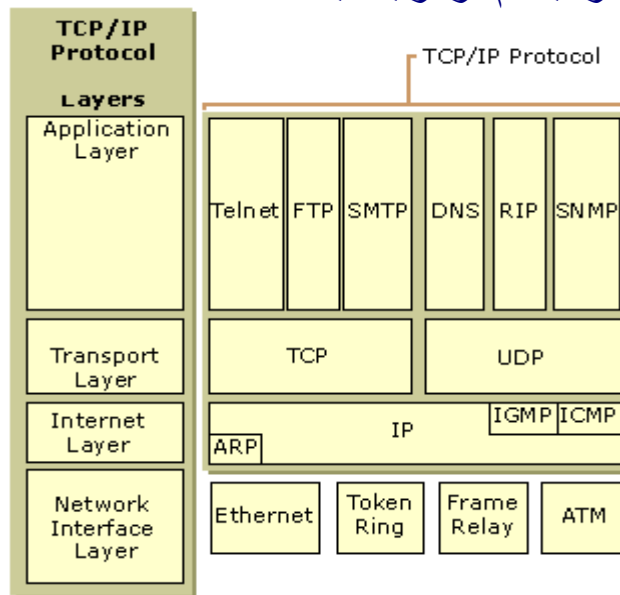 TCP/IP
Protocol
Layers
TCP/IP Protocol
Application
Layer
Telnet
FTP
SMTP
DNS
RIP
SNMP
Transport
Layer
TCP
UDP
Internet
Layer
ARP
IP
IGMP
ICMP
Network
Interface
Layer
Ethernet
Token
Ring
Frame
Relay
ATM